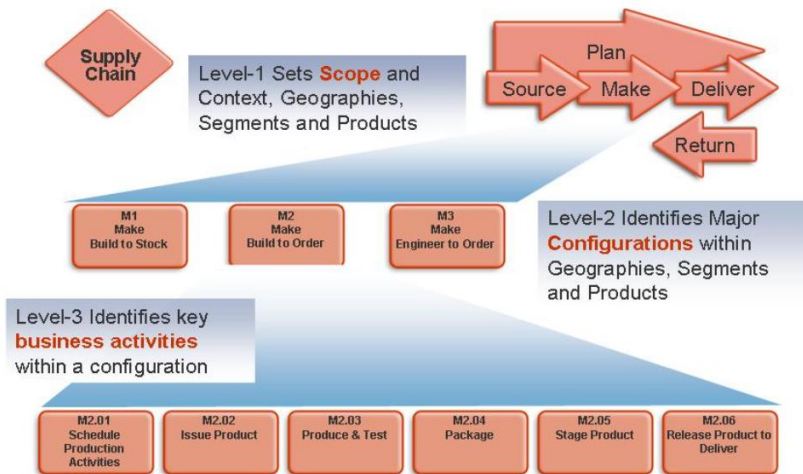 Supply
Chain
Level-1 Sets Scope and
Context, Geographies,
Segments and Products
Plan
Source
Make
Deliver
Return
M1
Make
Build to Stock
M2
Make
Build to Order
M3
Make
Engineer to Order
Level-2 Identifies Major
Configurations within
Geographies, Segments
and Products
Level-3 Identifies key
business activities
within a configuration
M2.01
Schedule
Production
Activities
M2.02
Issue Product
M2.03
Produce & Test
M2.04
Package
M2.05
Stage Product
M2.06
Release Product to
Deliver